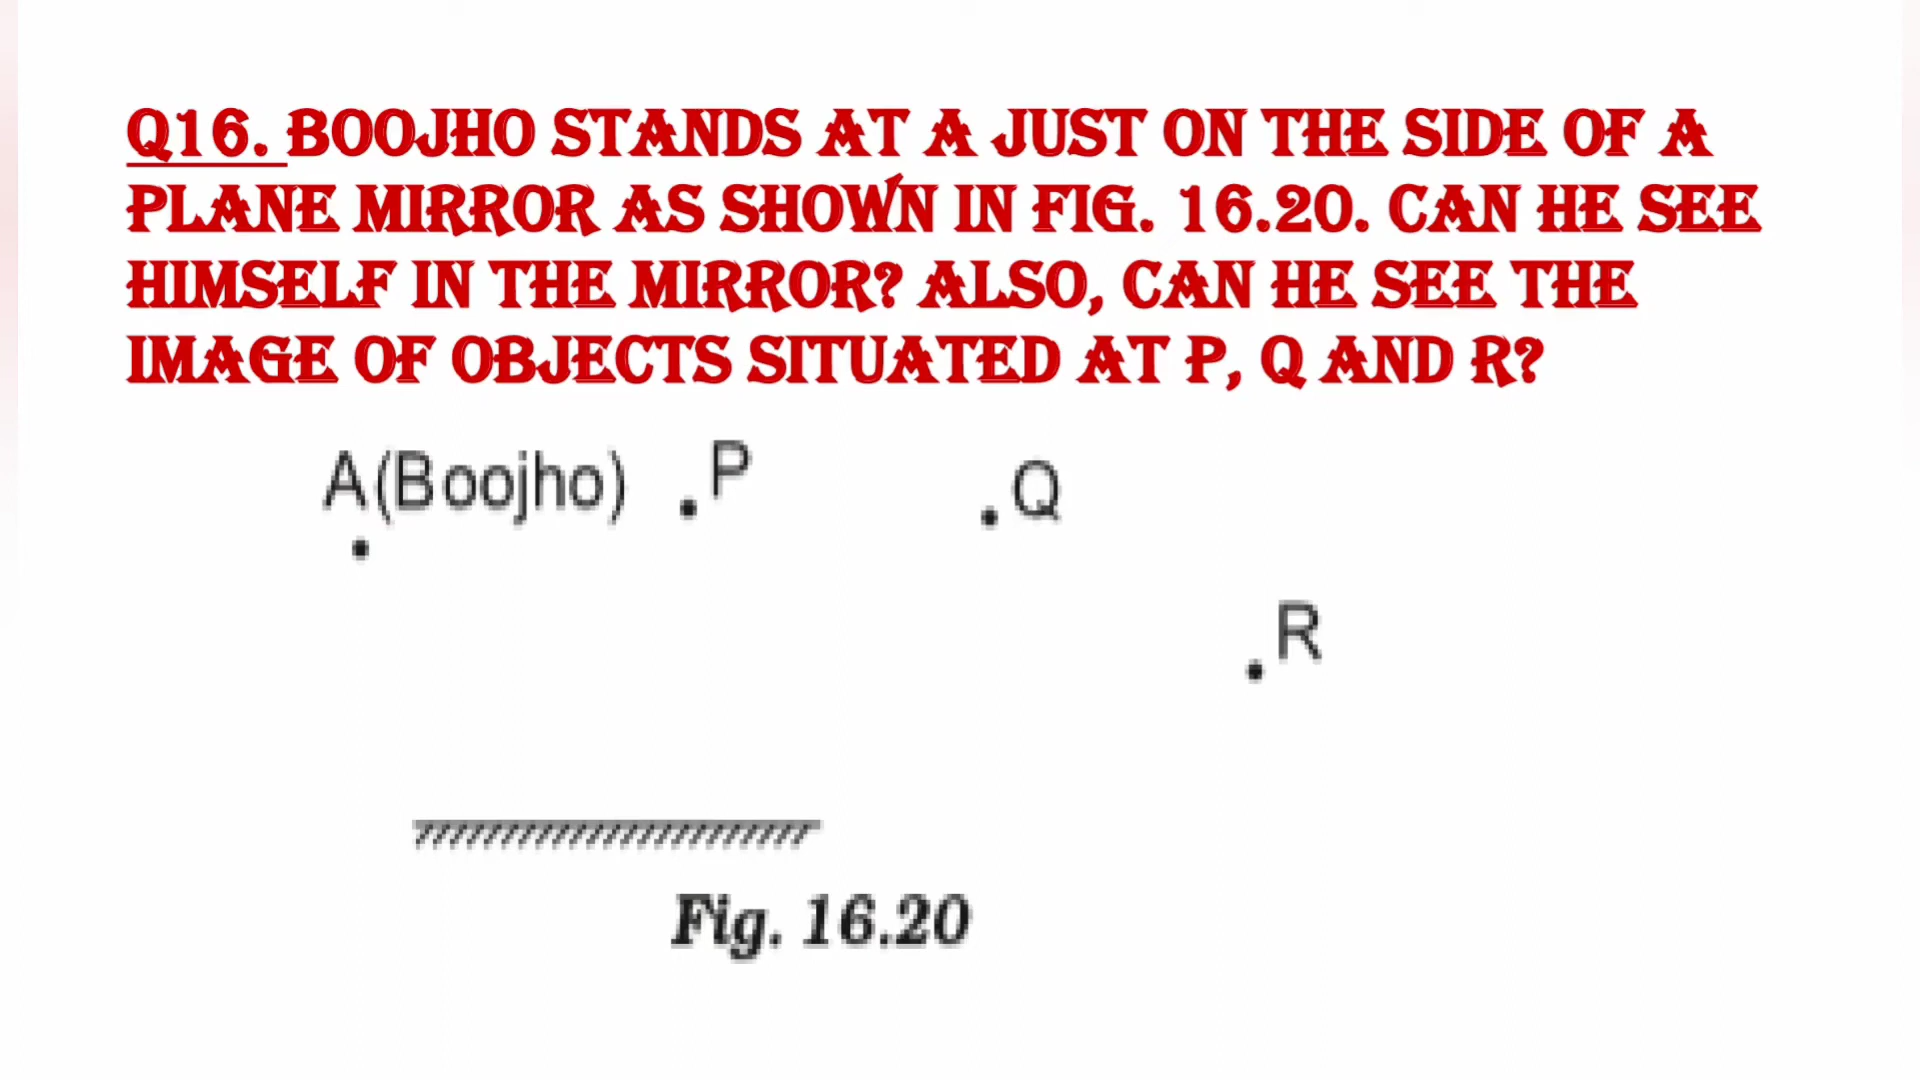 Q16. BOOJHO STANDS AT A JUST ON THE SIDE OF A
PLANE MIRROR AS SHOWN IN FIG. 16.20. CAN HE SEE
HIMSELF IN THE MIRROR? ALSO, CAN HE SEE THE
IMAGE OF OBJECTS SITUATED AT P, Q AND R?
A(Boojho) P Q
R
Fig. 16.20